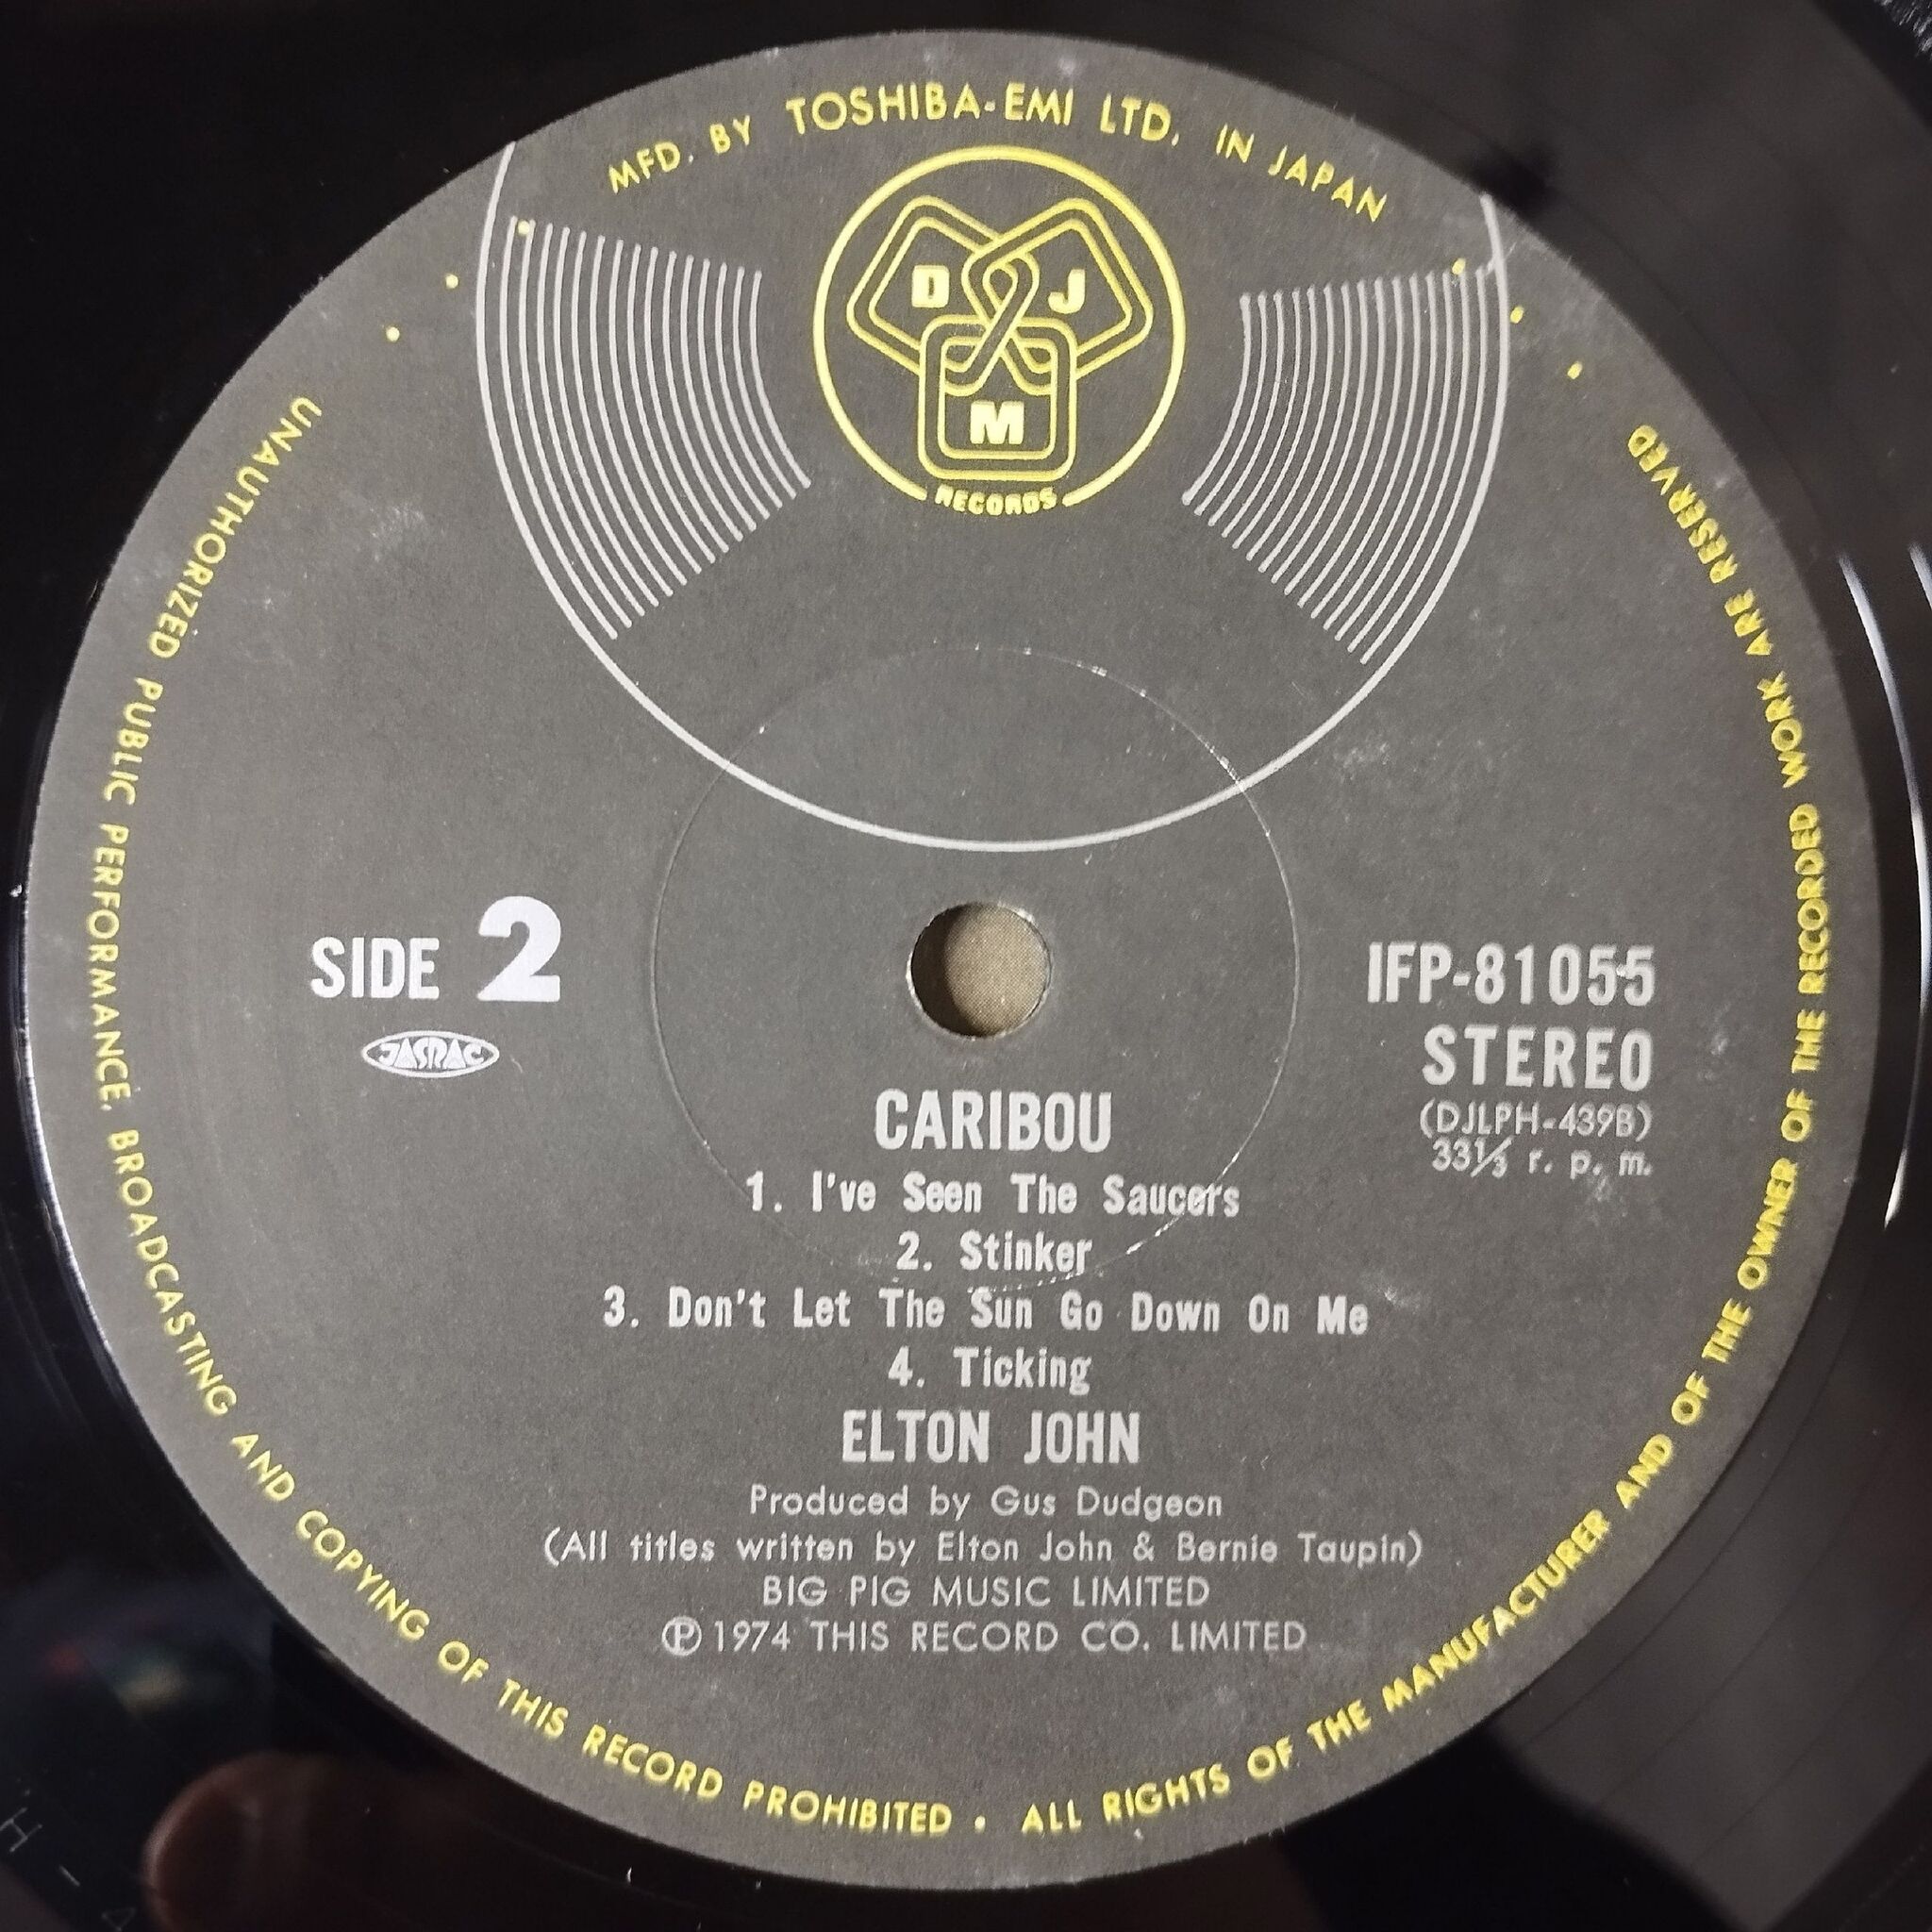 MFD. BY TOSHIBA-EMI LTD. IN JAPAN
D J
M
RECORDS
SIDE 2
JASRAC
IFP-81055
STEREO
(DJLPH-439B)
33⅓ r. p. m.
CARIBOU
1. I've Seen The Saucers
2. Stinker
3. Don't Let The Sun Go Down On Me
4. Ticking
ELTON JOHN
Produced by Gus Dudgeon
(All titles written by Elton John & Bernie Taupin)
BIG PIG MUSIC LIMITED
℗ 1974 THIS RECORD CO. LIMITED
UNAUTHORIZED PUBLIC PERFORMANCE, BROADCASTING AND COPYING OF THIS RECORD PROHIBITED • ALL RIGHTS OF THE MANUFACTURER AND OF THE OWNER OF THE RECORDED WORK ARE RESERVED